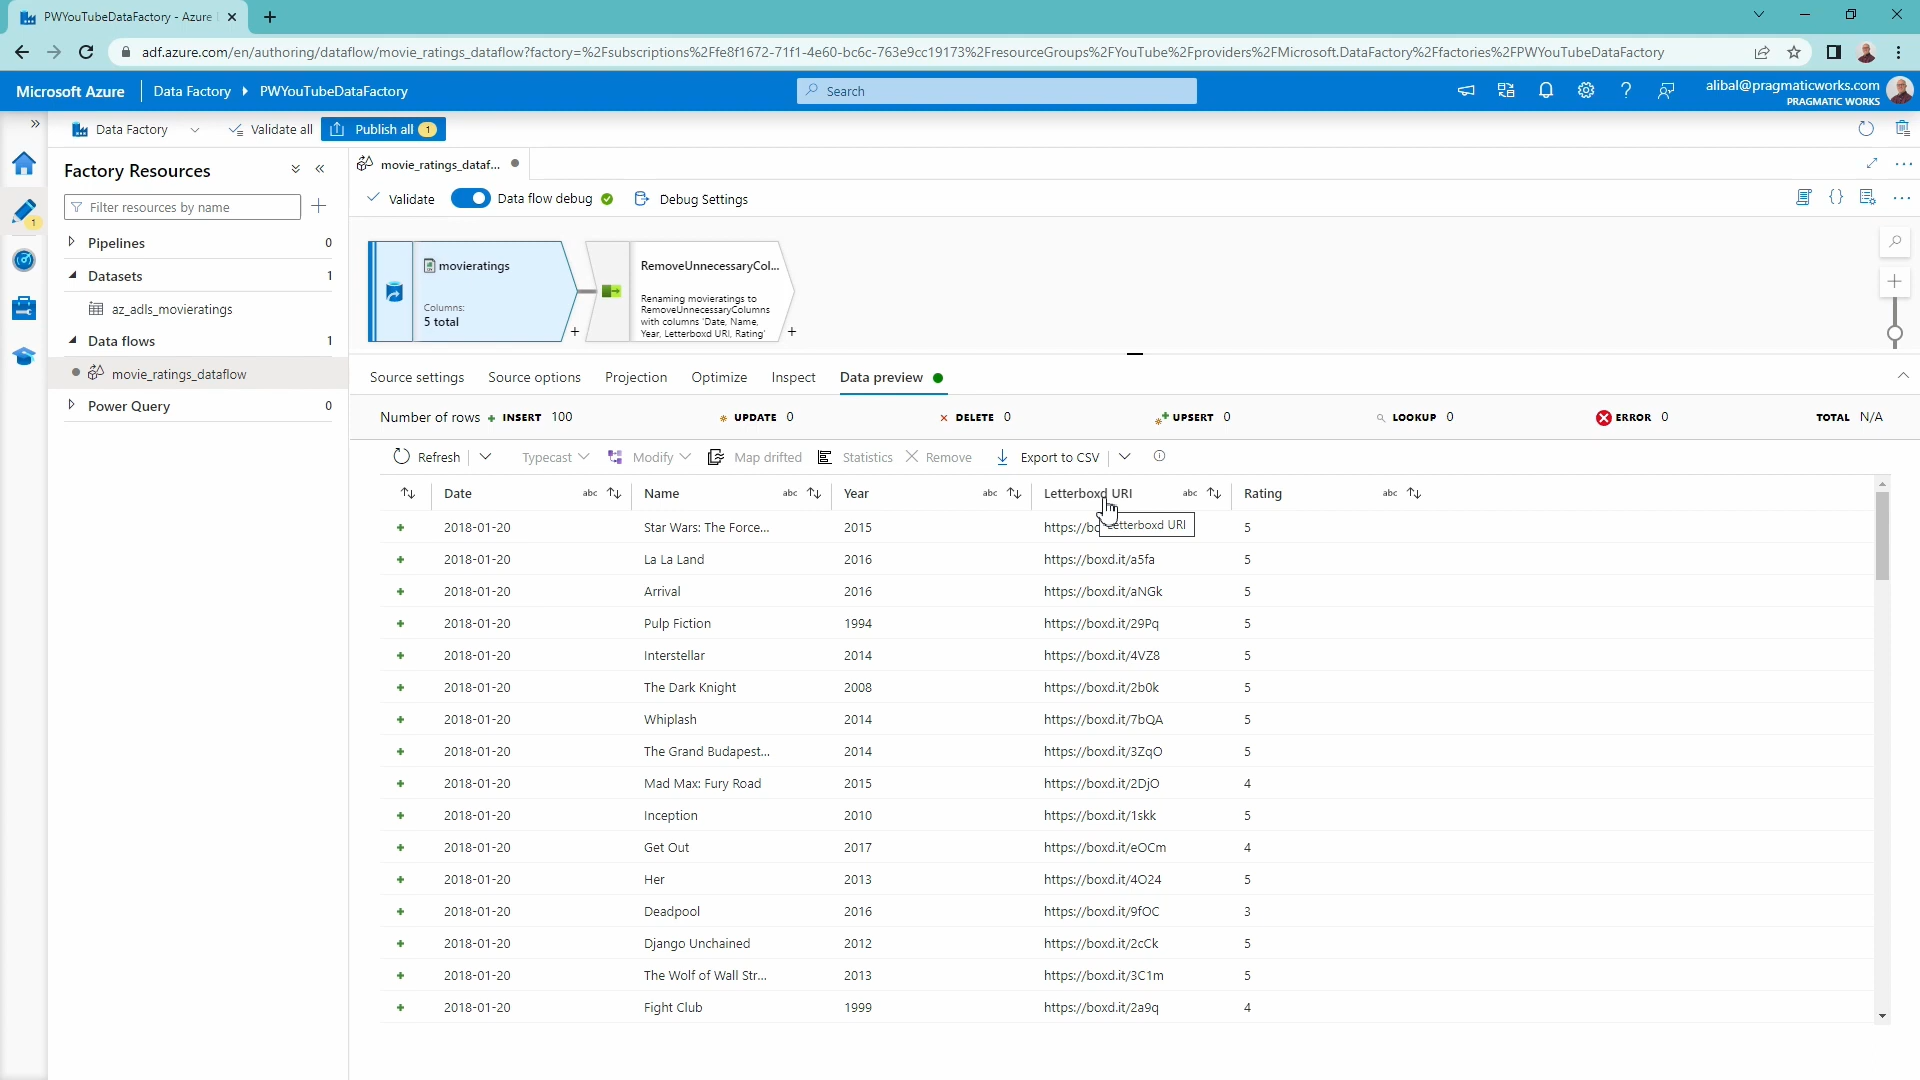 PWYouTubeDataFactory - Azure
adf.azure.com/en/authoring/dataflow/movie_ratings_dataflow?factory=%2Fsubscriptions%2Ffe8f1672-71f1-4e60-bc6c-763e9cc19173%2FresourceGroups%2FYouTube%2Fproviders%2FMicrosoft.DataFactory%2Ffactories%2FPWYouTubeDataFactory
Microsoft Azure
Data Factory
PWYouTubeDataFactory
Search
alibal@pragmaticworks.com
PRAGMATIC WORKS
Data Factory
Validate all
Publish all 1
Factory Resources
Filter resources by name
1
Pipelines 0
Datasets 1
az_adls_movieratings
Data flows 1
movie_ratings_dataflow
Power Query 0
movie_ratings_dataf...
Validate
Data flow debug
Debug Settings
movieratings
Columns:
5 total
RemoveUnnecessaryCol...
Renaming movieratings to
RemoveUnnecessaryColumns
with columns 'Date, Name,
Year, Letterboxd URI, Rating'
Source settings
Source options
Projection
Optimize
Inspect
Data preview
Number of rows + INSERT 100
UPDATE 0
DELETE 0
UPSERT 0
LOOKUP 0
ERROR 0
TOTAL N/A
Refresh
Typecast
Modify
Map drifted
Statistics
Remove
Export to CSV
Date abc Name abc Year abc Letterboxd URI abc Rating abc
Letterboxd URI
2018-01-20 Star Wars: The Force... 2015 https://bo 5
2018-01-20 La La Land 2016 https://boxd.it/a5fa 5
2018-01-20 Arrival 2016 https://boxd.it/aNGk 5
2018-01-20 Pulp Fiction 1994 https://boxd.it/29Pq 5
2018-01-20 Interstellar 2014 https://boxd.it/4VZ8 5
2018-01-20 The Dark Knight 2008 https://boxd.it/2b0k 5
2018-01-20 Whiplash 2014 https://boxd.it/7bQA 5
2018-01-20 The Grand Budapest... 2014 https://boxd.it/3ZqO 5
2018-01-20 Mad Max: Fury Road 2015 https://boxd.it/2DjO 4
2018-01-20 Inception 2010 https://boxd.it/1skk 5
2018-01-20 Get Out 2017 https://boxd.it/eOCm 4
2018-01-20 Her 2013 https://boxd.it/4O24 5
2018-01-20 Deadpool 2016 https://boxd.it/9fOC 3
2018-01-20 Django Unchained 2012 https://boxd.it/2cCk 5
2018-01-20 The Wolf of Wall Str... 2013 https://boxd.it/3C1m 5
2018-01-20 Fight Club 1999 https://boxd.it/2a9q 4